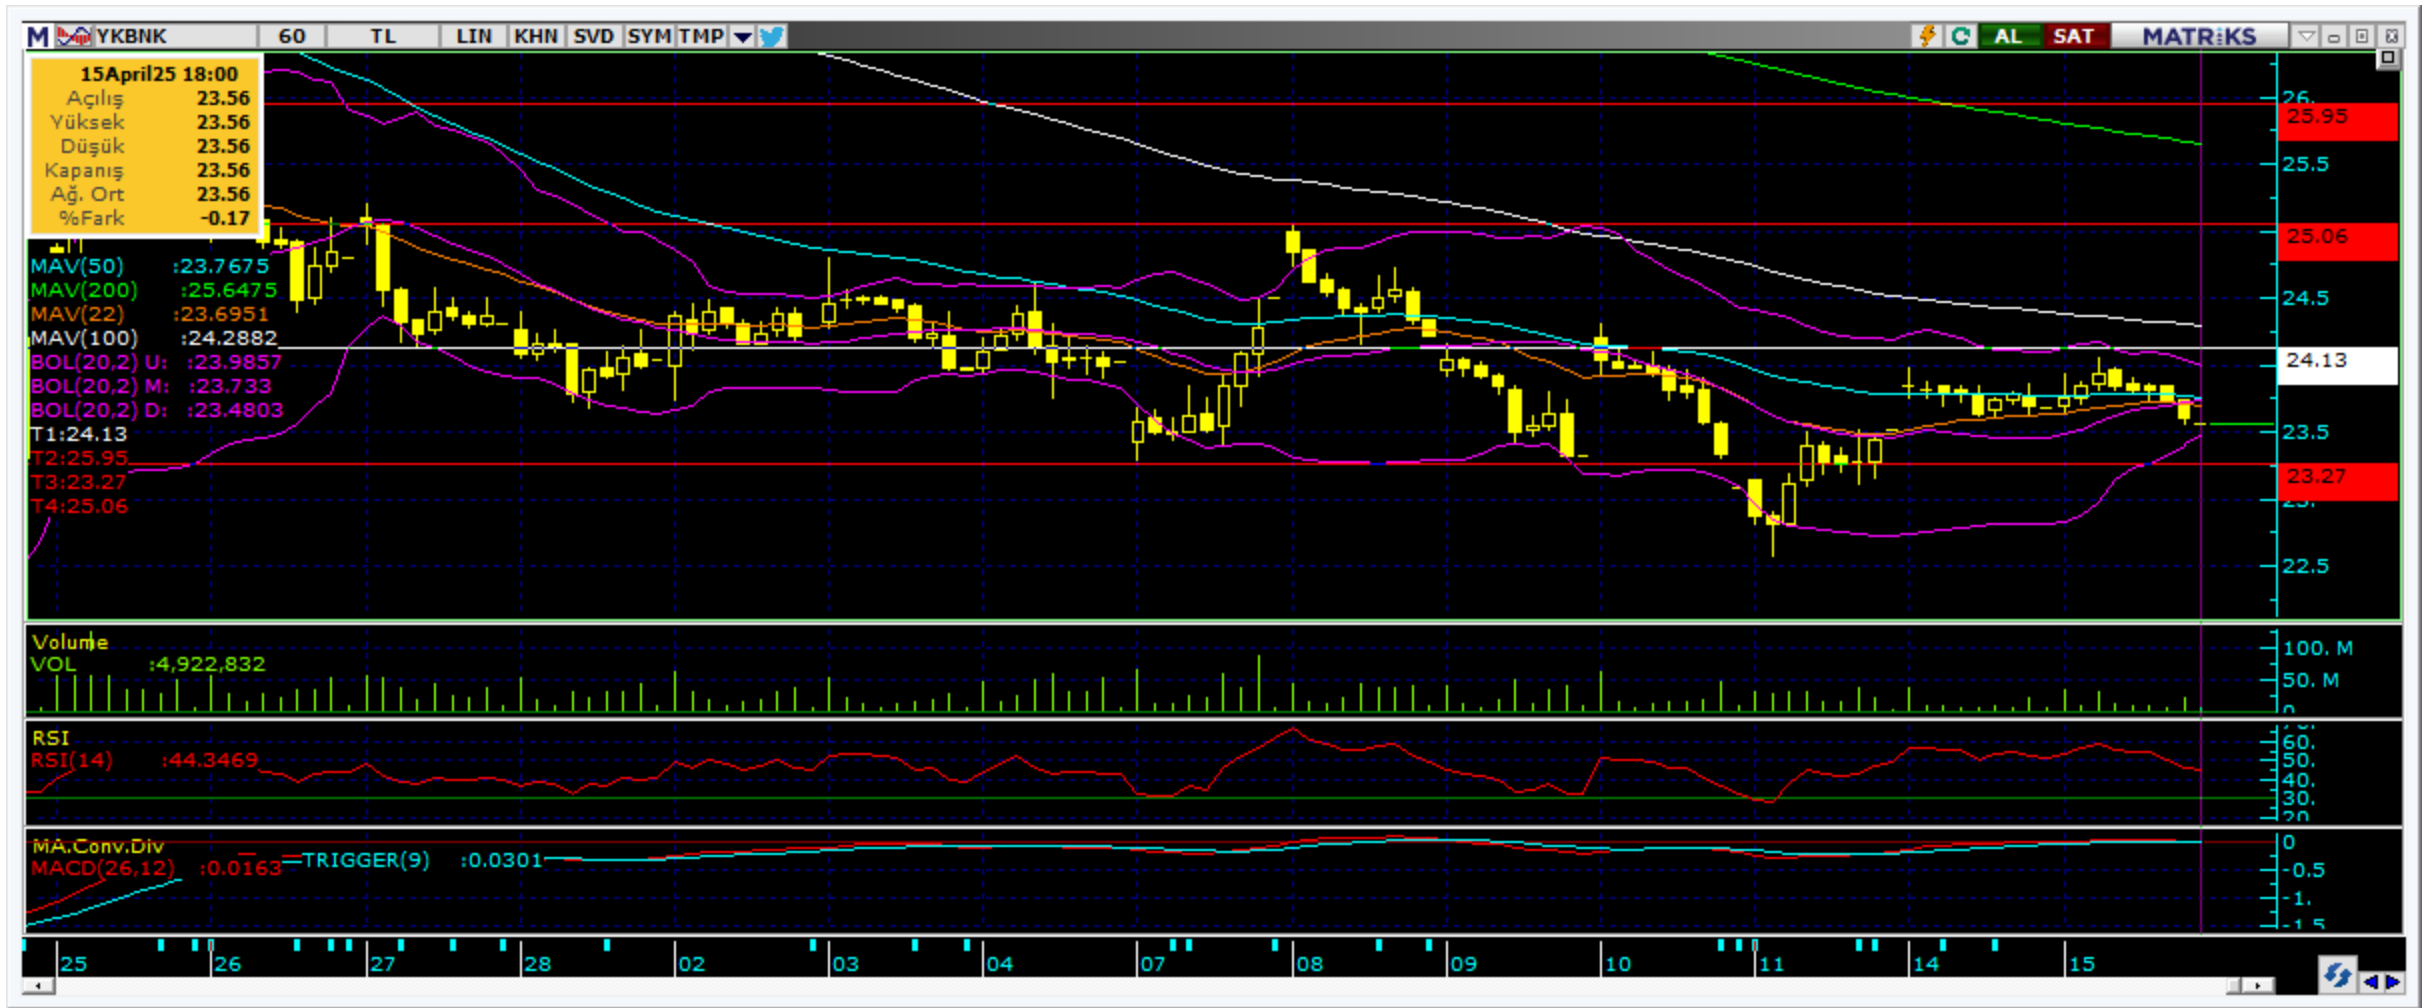 M YKBNK 60 TL LIN KHN SVD SYM TMP AL SAT MATRiKS
15April25 18:00
Açılış 23.56
Yüksek 23.56
Düşük 23.56
Kapanış 23.56
Ağ. Ort 23.56
%Fark -0.17
MAV(50) :23.7675
MAV(200) :25.6475
MAV(22) :23.6951
MAV(100) :24.2882
BOL(20,2) U: :23.9857
BOL(20,2) M: :23.733
BOL(20,2) D: :23.4803
T1:24.13
T2:25.95
T3:23.27
T4:25.06
26.
25.95
25.5
25.06
24.5
24.13
23.5
23.27
23.
22.5
Volume
VOL :4,922,832
100. M
50. M
0
RSI
RSI(14) :44.3469
60.
50.
40.
30.
20
MA.Conv.Div
MACD(26,12) :0.0163 TRIGGER(9) :0.0301
0
-0.5
-1.
-1.5
25 26 27 28 02 03 04 07 08 09 10 11 14 15